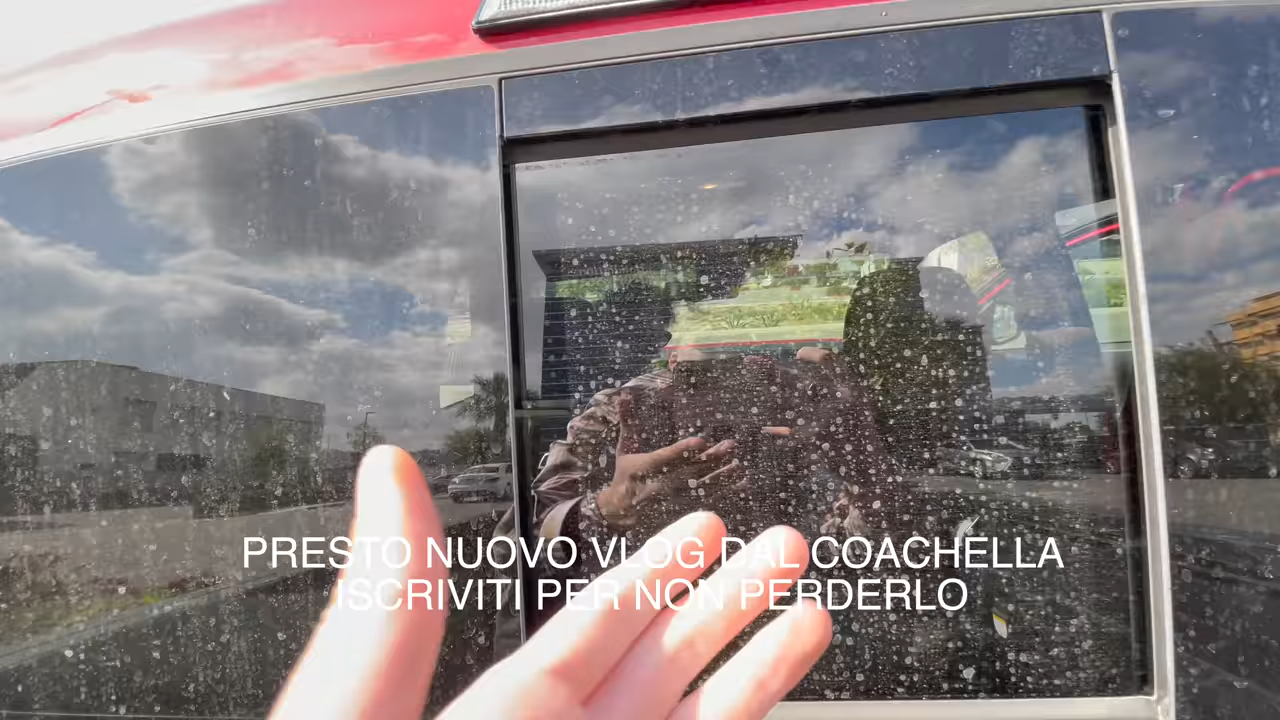 PRESTO NUOVO VLOG DAL COACHELLA
ISCRIVITI PER NON PERDERLO